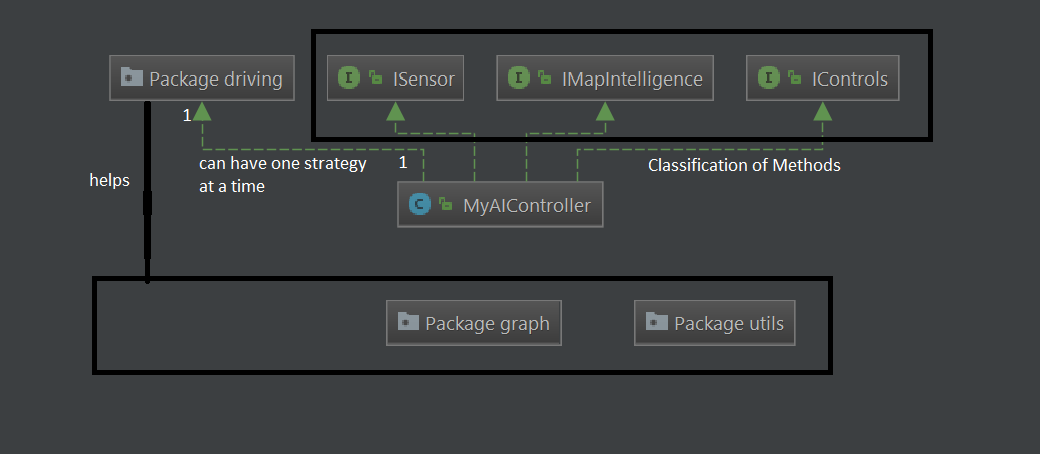 Package driving
I ISensor
I IMapIntelligence
I IControls
1
can have one strategy
at a time
1
Classification of Methods
helps
C MyAIController
Package graph
Package utils